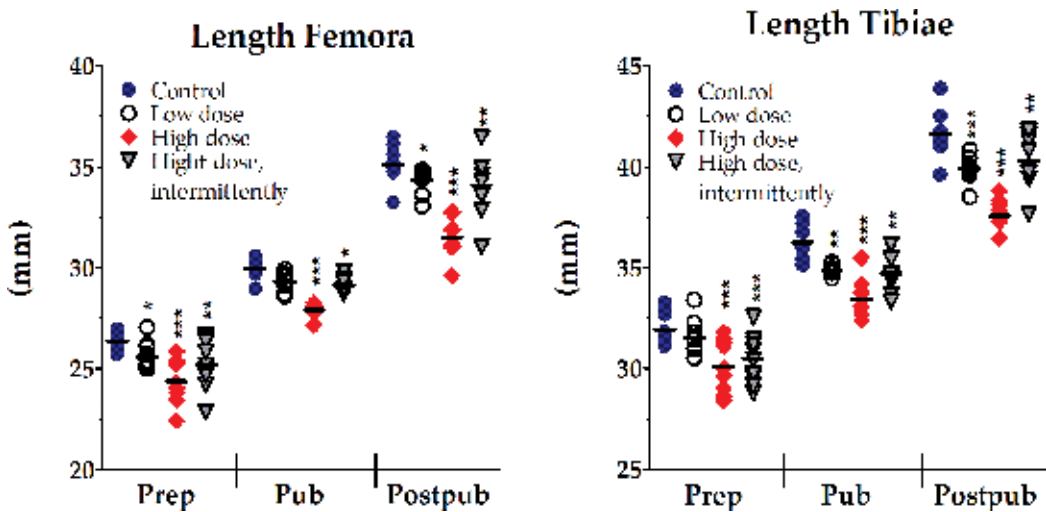 Length Femora
(mm)
40
35
30
25
20
Control
Low dose
High dose
Hight dose,
intermittently
*
***
**
***
*
*
***
**
Prep
Pub
Postpub
Length Tibiae
(mm)
45
40
35
30
25
Control
Low dose
High dose
High dose,
intermittently
***
***
**
***
**
***
***
**
Prep
Pub
Postpub